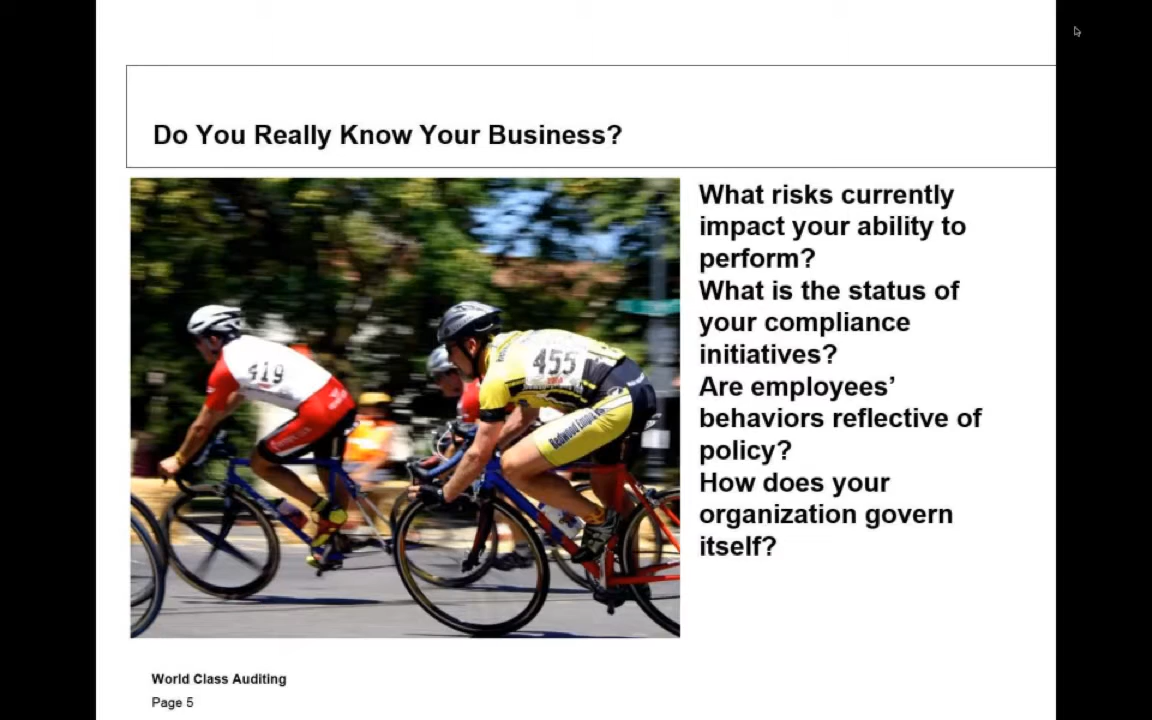 Do You Really Know Your Business?
What risks currently
impact your ability to
perform?
What is the status of
your compliance
initiatives?
Are employees’
behaviors reflective of
policy?
How does your
organization govern
itself?
419
455
World Class Auditing
Page 5